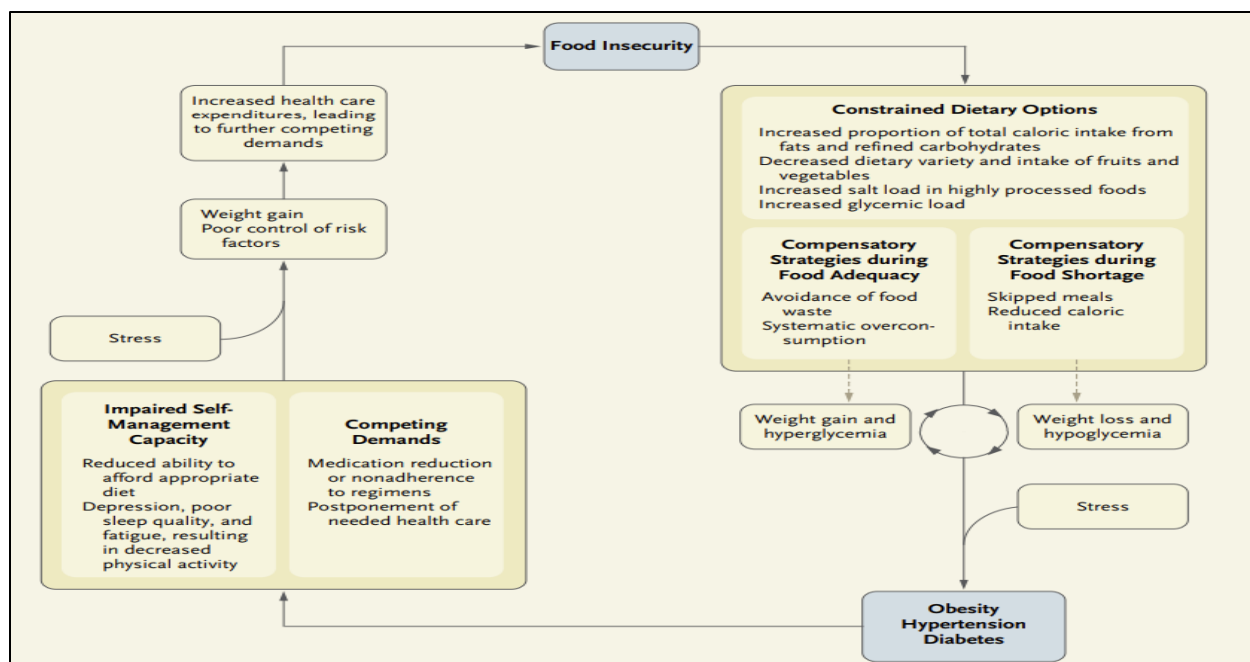 Food Insecurity
Increased health care
expenditures, leading
to further competing
demands
Weight gain
Poor control of risk
factors
Stress
Impaired Self-
Management
Capacity
Reduced ability to
afford appropriate
diet
Depression, poor
sleep quality, and
fatigue, resulting
in decreased
physical activity
Competing
Demands
Medication reduction
or nonadherence
to regimens
Postponement of
needed health care
Constrained Dietary Options
Increased proportion of total caloric intake from
fats and refined carbohydrates
Decreased dietary variety and intake of fruits and
vegetables
Increased salt load in highly processed foods
Increased glycemic load
Compensatory
Strategies during
Food Adequacy
Avoidance of food
waste
Systematic overcon-
sumption
Compensatory
Strategies during
Food Shortage
Skipped meals
Reduced caloric
intake
Weight gain and
hyperglycemia
Weight loss and
hypoglycemia
Stress
Obesity
Hypertension
Diabetes